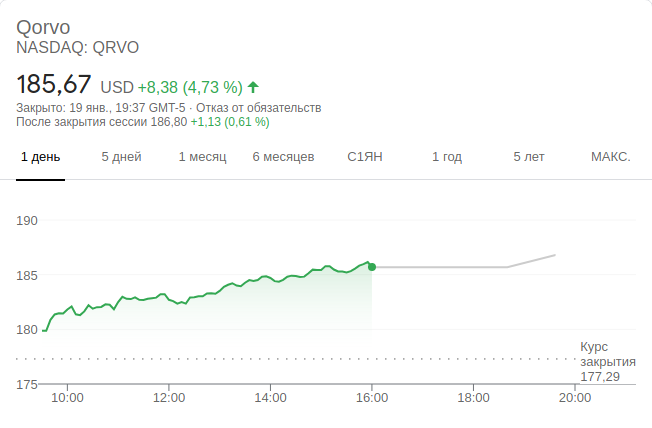 Qorvo
NASDAQ: QRVO
185,67 USD +8,38 (4,73 %)
Закрыто: 19 янв., 19:37 GMT-5 · Отказ от обязательств
После закрытия сессии 186,80 +1,13 (0,61 %)
1 день 5 дней 1 месяц 6 месяцев С1ЯН 1 год 5 лет МАКС.
190
185
180
Курс
закрытия
177,29
175
10:00 12:00 14:00 16:00 18:00 20:00